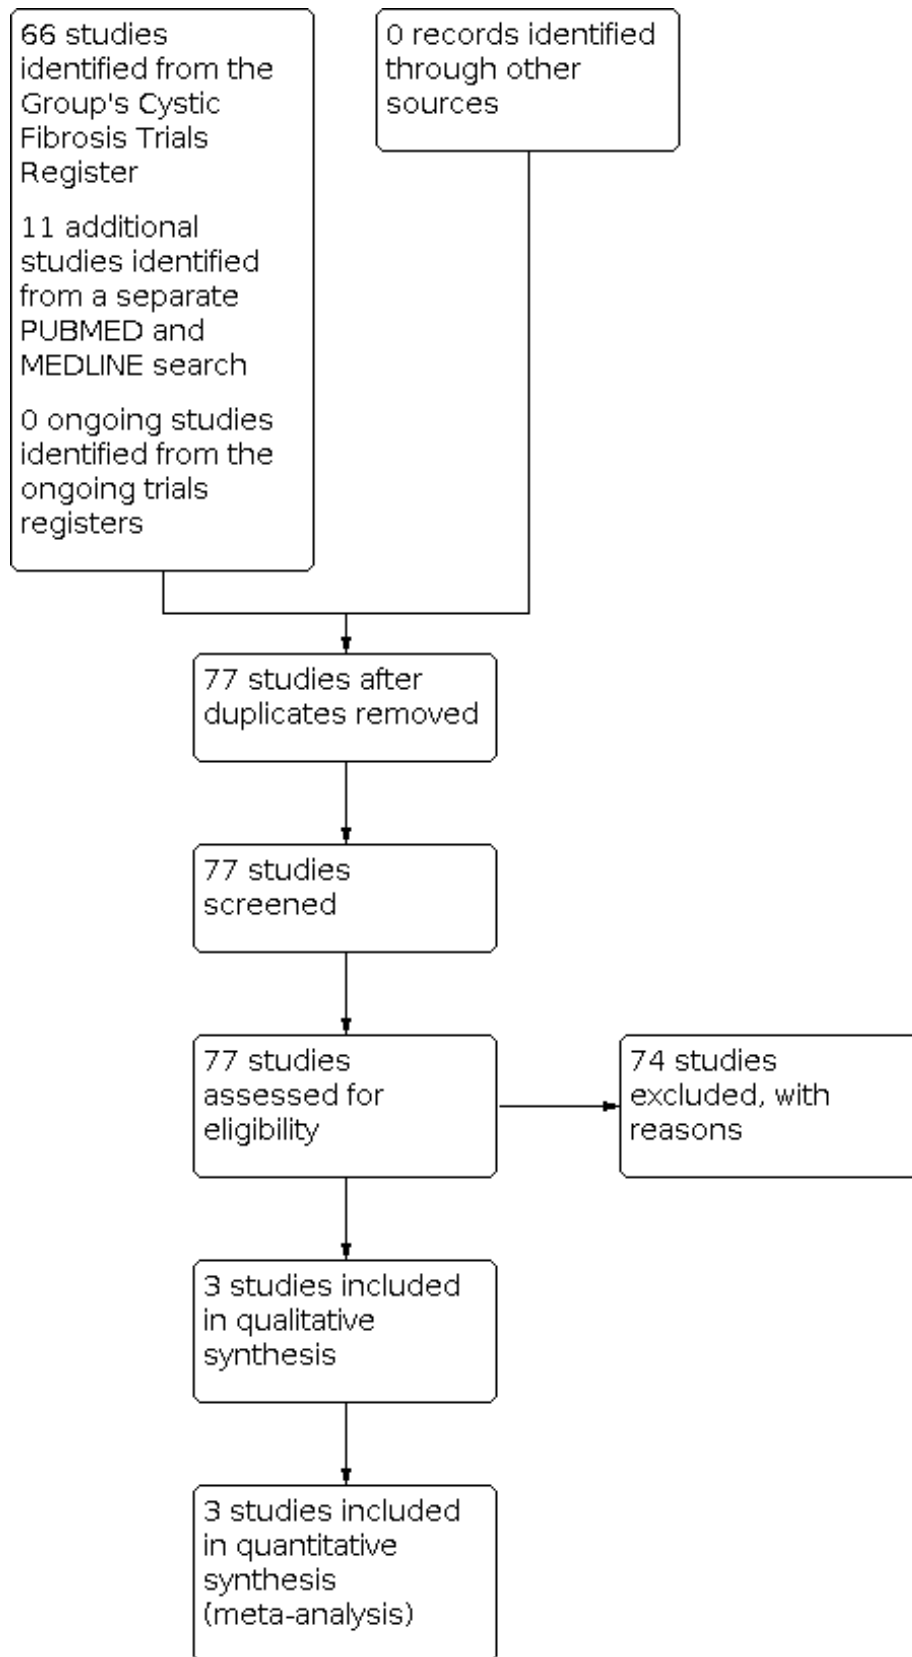 66 studies
identified from the
Group's Cystic
Fibrosis Trials
Register
11 additional
studies identified
from a separate
PUBMED and
MEDLINE search
0 ongoing studies
identified from the
ongoing trials
registers
0 records identified
through other
sources
77 studies after
duplicates removed
77 studies
screened
77 studies
assessed for
eligibility
74 studies
excluded, with
reasons
3 studies included
in qualitative
synthesis
3 studies included
in quantitative
synthesis
(meta-analysis)